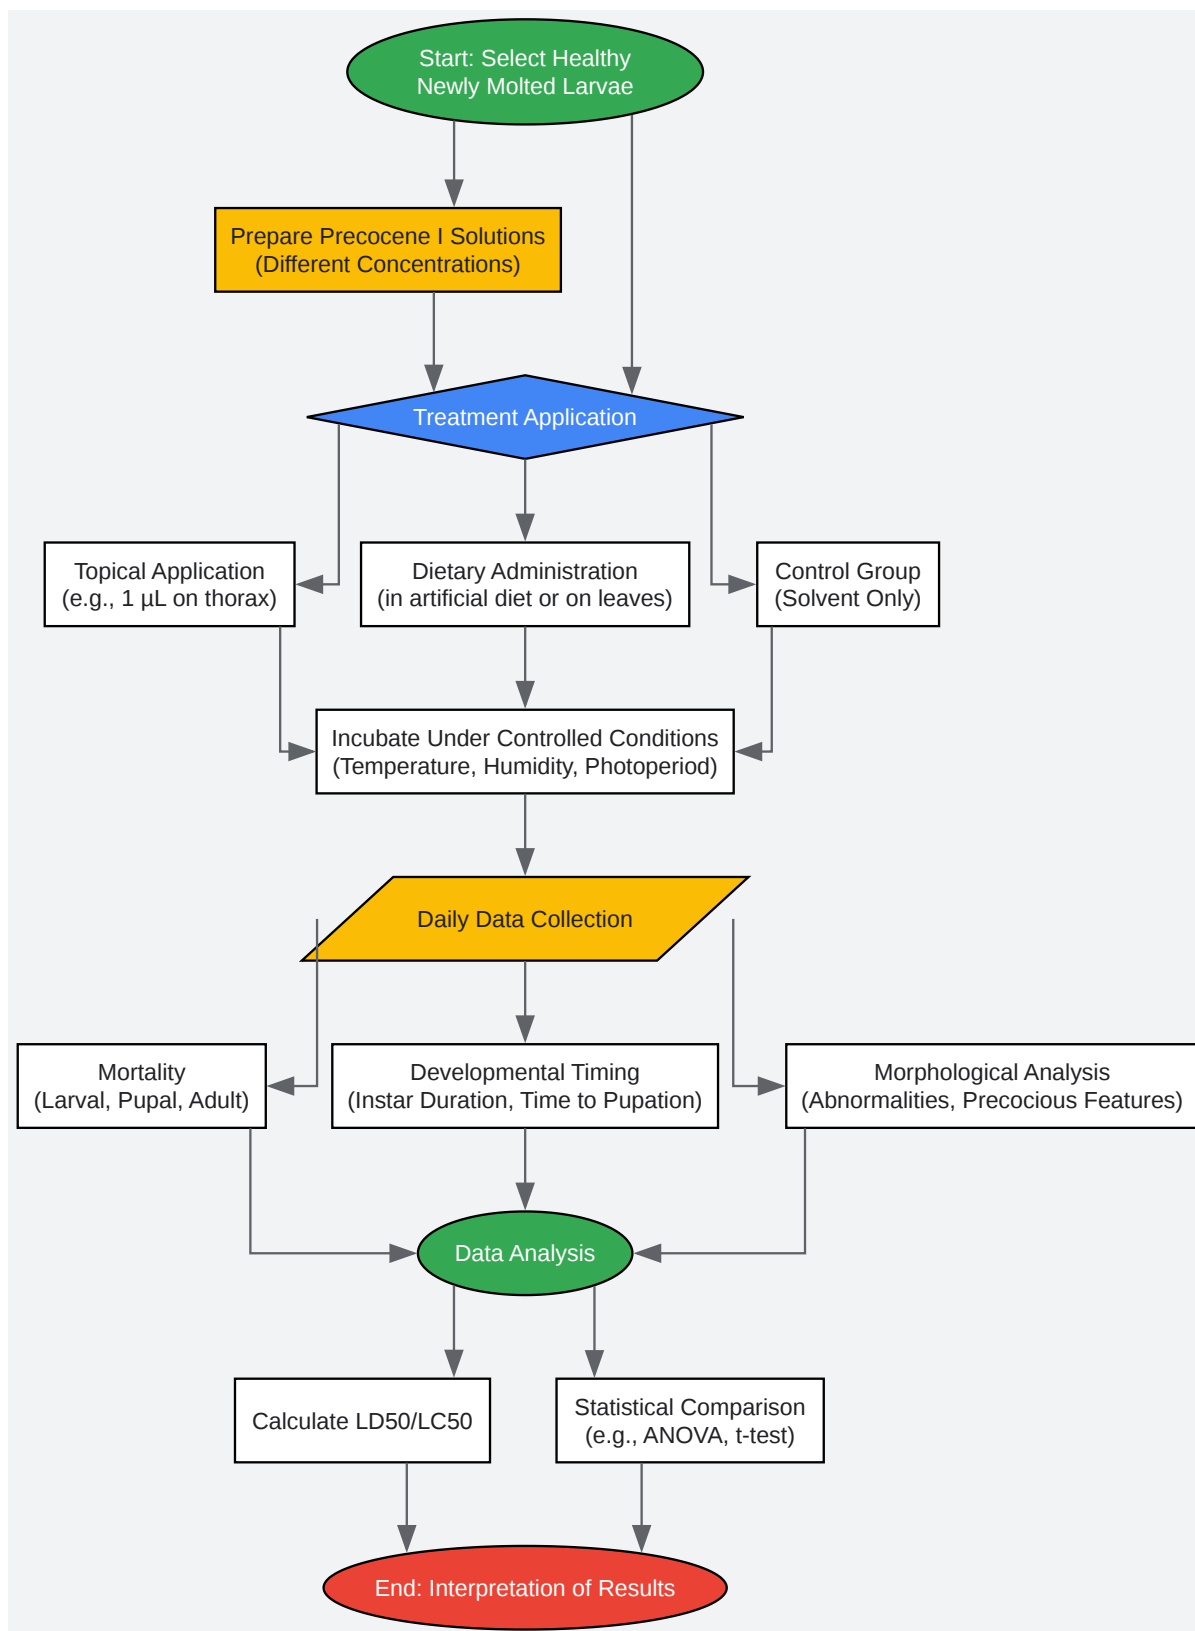 Start: Select Healthy
Newly Molted Larvae
Prepare Precocene I Solutions
(Different Concentrations)
Treatment Application
Topical Application
(e.g., 1 µL on thorax)
Dietary Administration
(in artificial diet or on leaves)
Control Group
(Solvent Only)
Incubate Under Controlled Conditions
(Temperature, Humidity, Photoperiod)
Daily Data Collection
Mortality
(Larval, Pupal, Adult)
Developmental Timing
(Instar Duration, Time to Pupation)
Morphological Analysis
(Abnormalities, Precocious Features)
Data Analysis
Calculate LD50/LC50
Statistical Comparison
(e.g., ANOVA, t-test)
End: Interpretation of Results